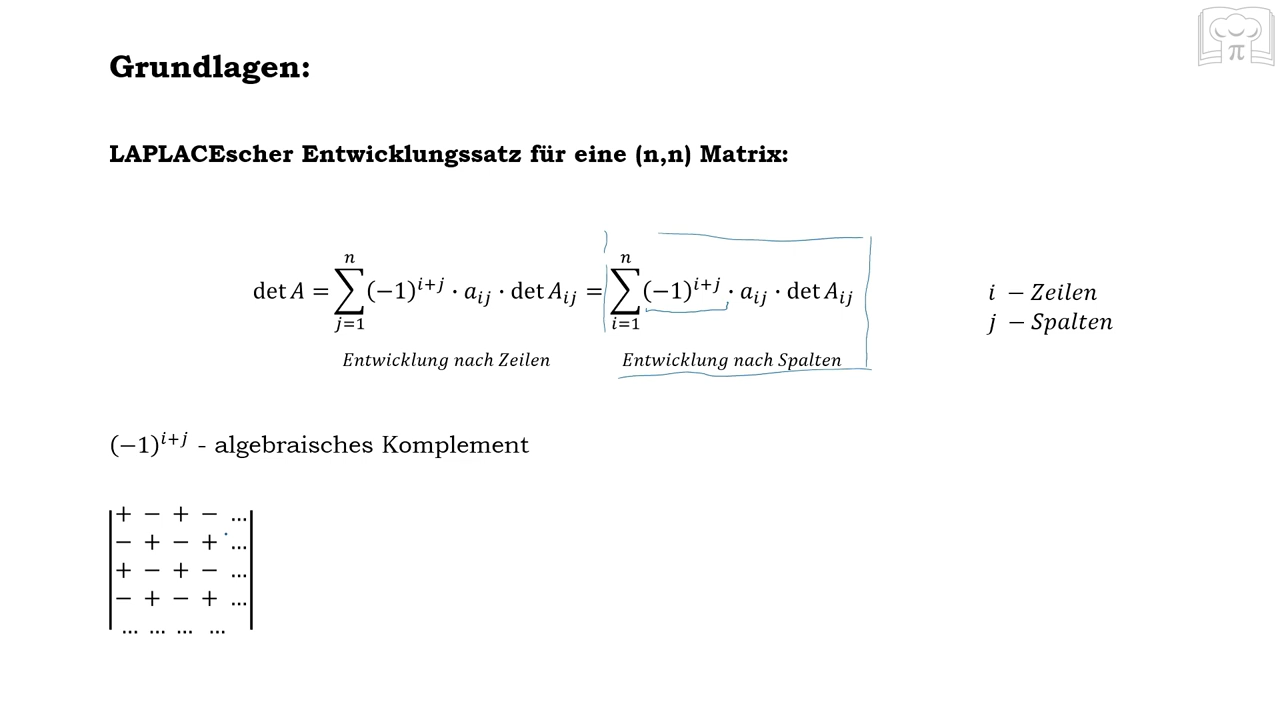 Grundlagen:
LAPLACEscher Entwicklungssatz für eine (n,n) Matrix:
det A = ∑_{j=1}^{n} (−1)^{i+j} · a_{ij} · det A_{ij} = ∑_{i=1}^{n} (−1)^{i+j} · a_{ij} · det A_{ij}
i − Zeilen
j − Spalten
Entwicklung nach Zeilen Entwicklung nach Spalten
(−1)^{i+j} - algebraisches Komplement
|+ − + − ...|
|− + − + ...|
|+ − + − ...|
|− + − + ...|
|... ... ... ...|
π